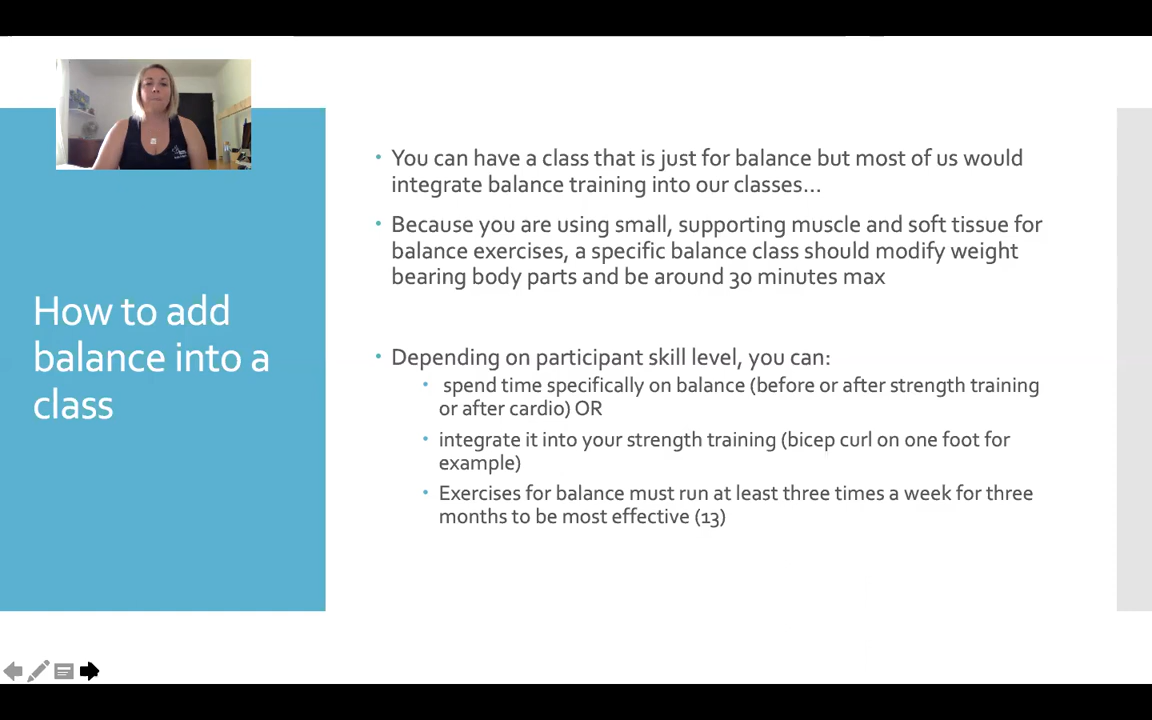 How to add
balance into a
class
• You can have a class that is just for balance but most of us would
integrate balance training into our classes...
• Because you are using small, supporting muscle and soft tissue for
balance exercises, a specific balance class should modify weight
bearing body parts and be around 30 minutes max
• Depending on participant skill level, you can:
• spend time specifically on balance (before or after strength training
or after cardio) OR
• integrate it into your strength training (bicep curl on one foot for
example)
• Exercises for balance must run at least three times a week for three
months to be most effective (13)